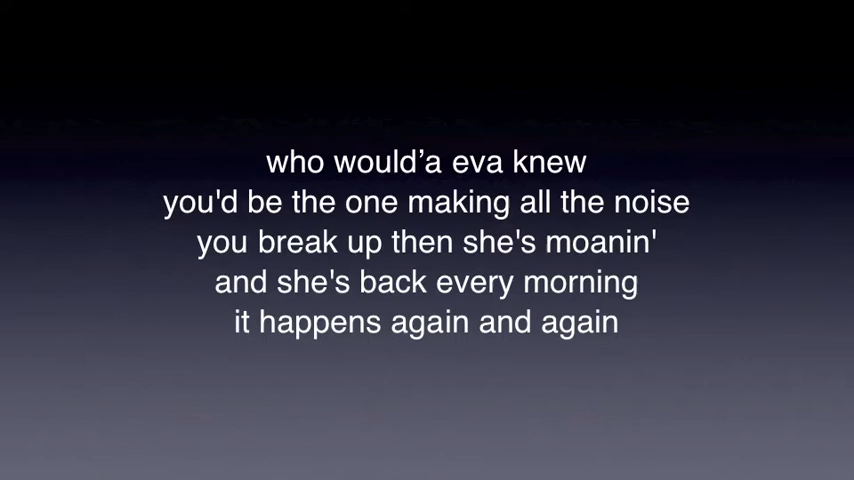 who would’a eva knew
you'd be the one making all the noise
you break up then she's moanin'
and she's back every morning
it happens again and again